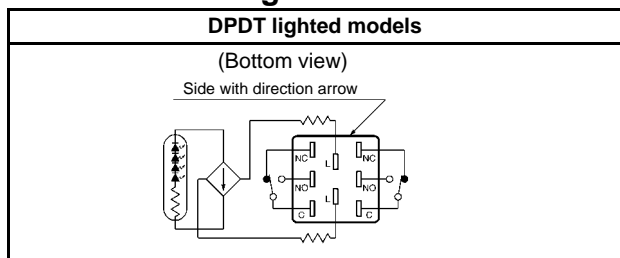 DPDT lighted models
(Bottom view)
Side with direction arrow
NC NC
L
NO NO
L
C C